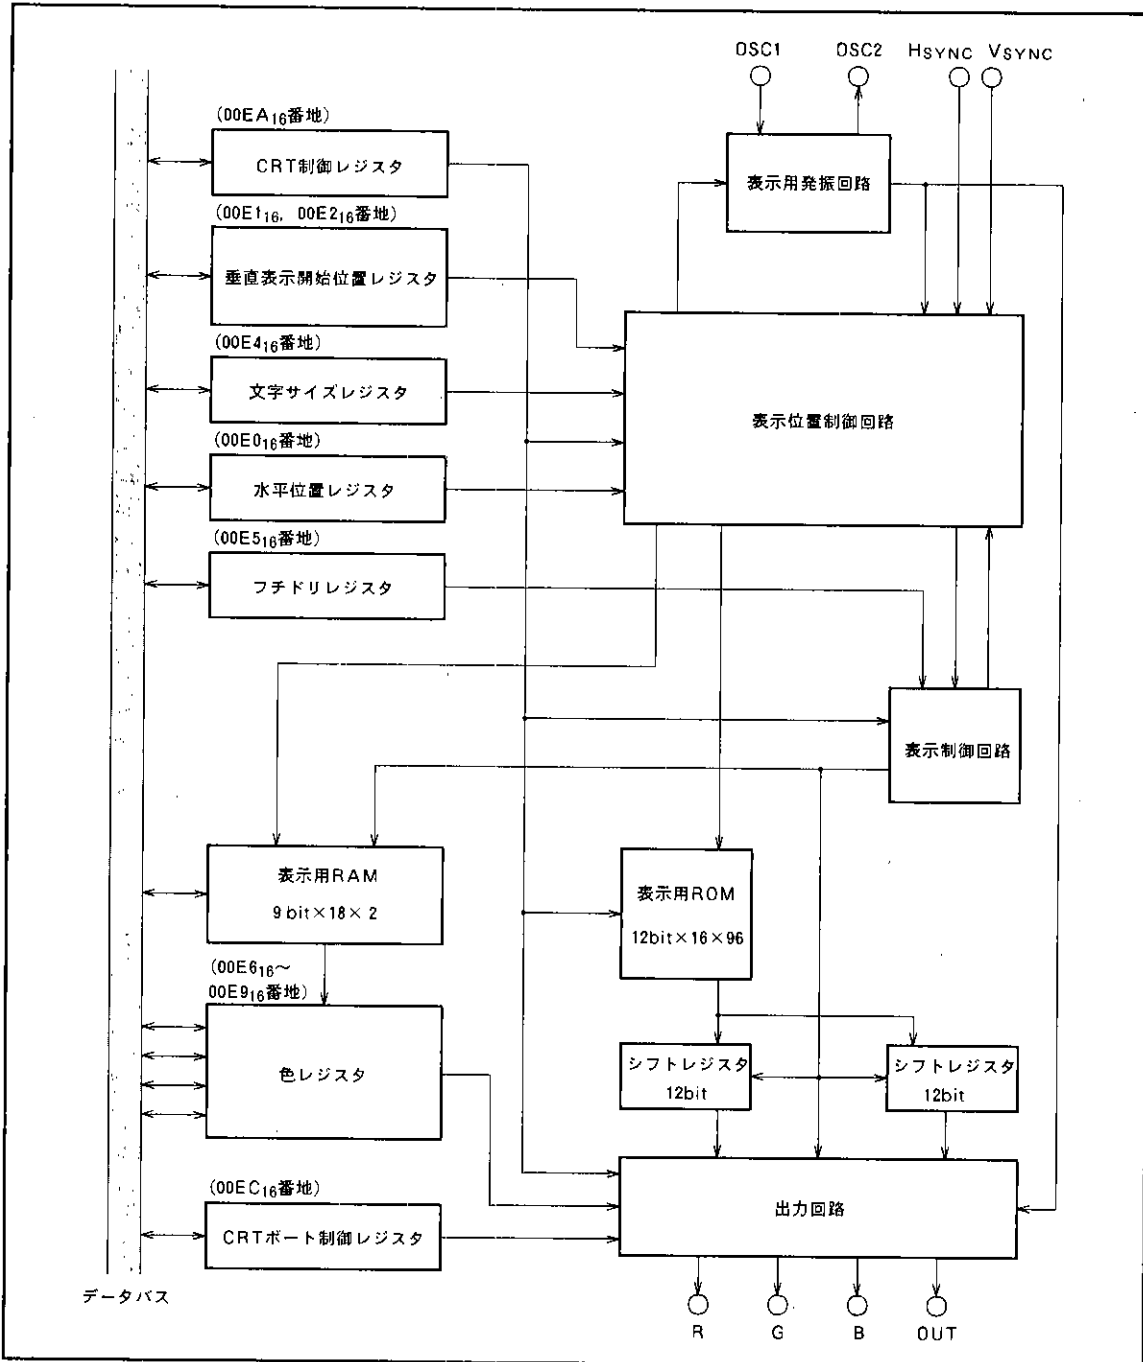 OSC1 OSC2 HSYNC VSYNC
(00EA16番地)
CRT制御レジスタ
表示用発振回路
(00E116, 00E216番地)
垂直表示開始位置レジスタ
(00E416番地)
文字サイズレジスタ
表示位置制御回路
(00E016番地)
水平位置レジスタ
(00E516番地)
フチドリレジスタ
表示制御回路
表示用RAM
9bit×18×2
表示用ROM
12bit×16×96
(00E616～
00E916番地)
色レジスタ
シフトレジスタ
12bit
シフトレジスタ
12bit
(00EC16番地)
CRTポート制御レジスタ
出力回路
データバス
R G B OUT